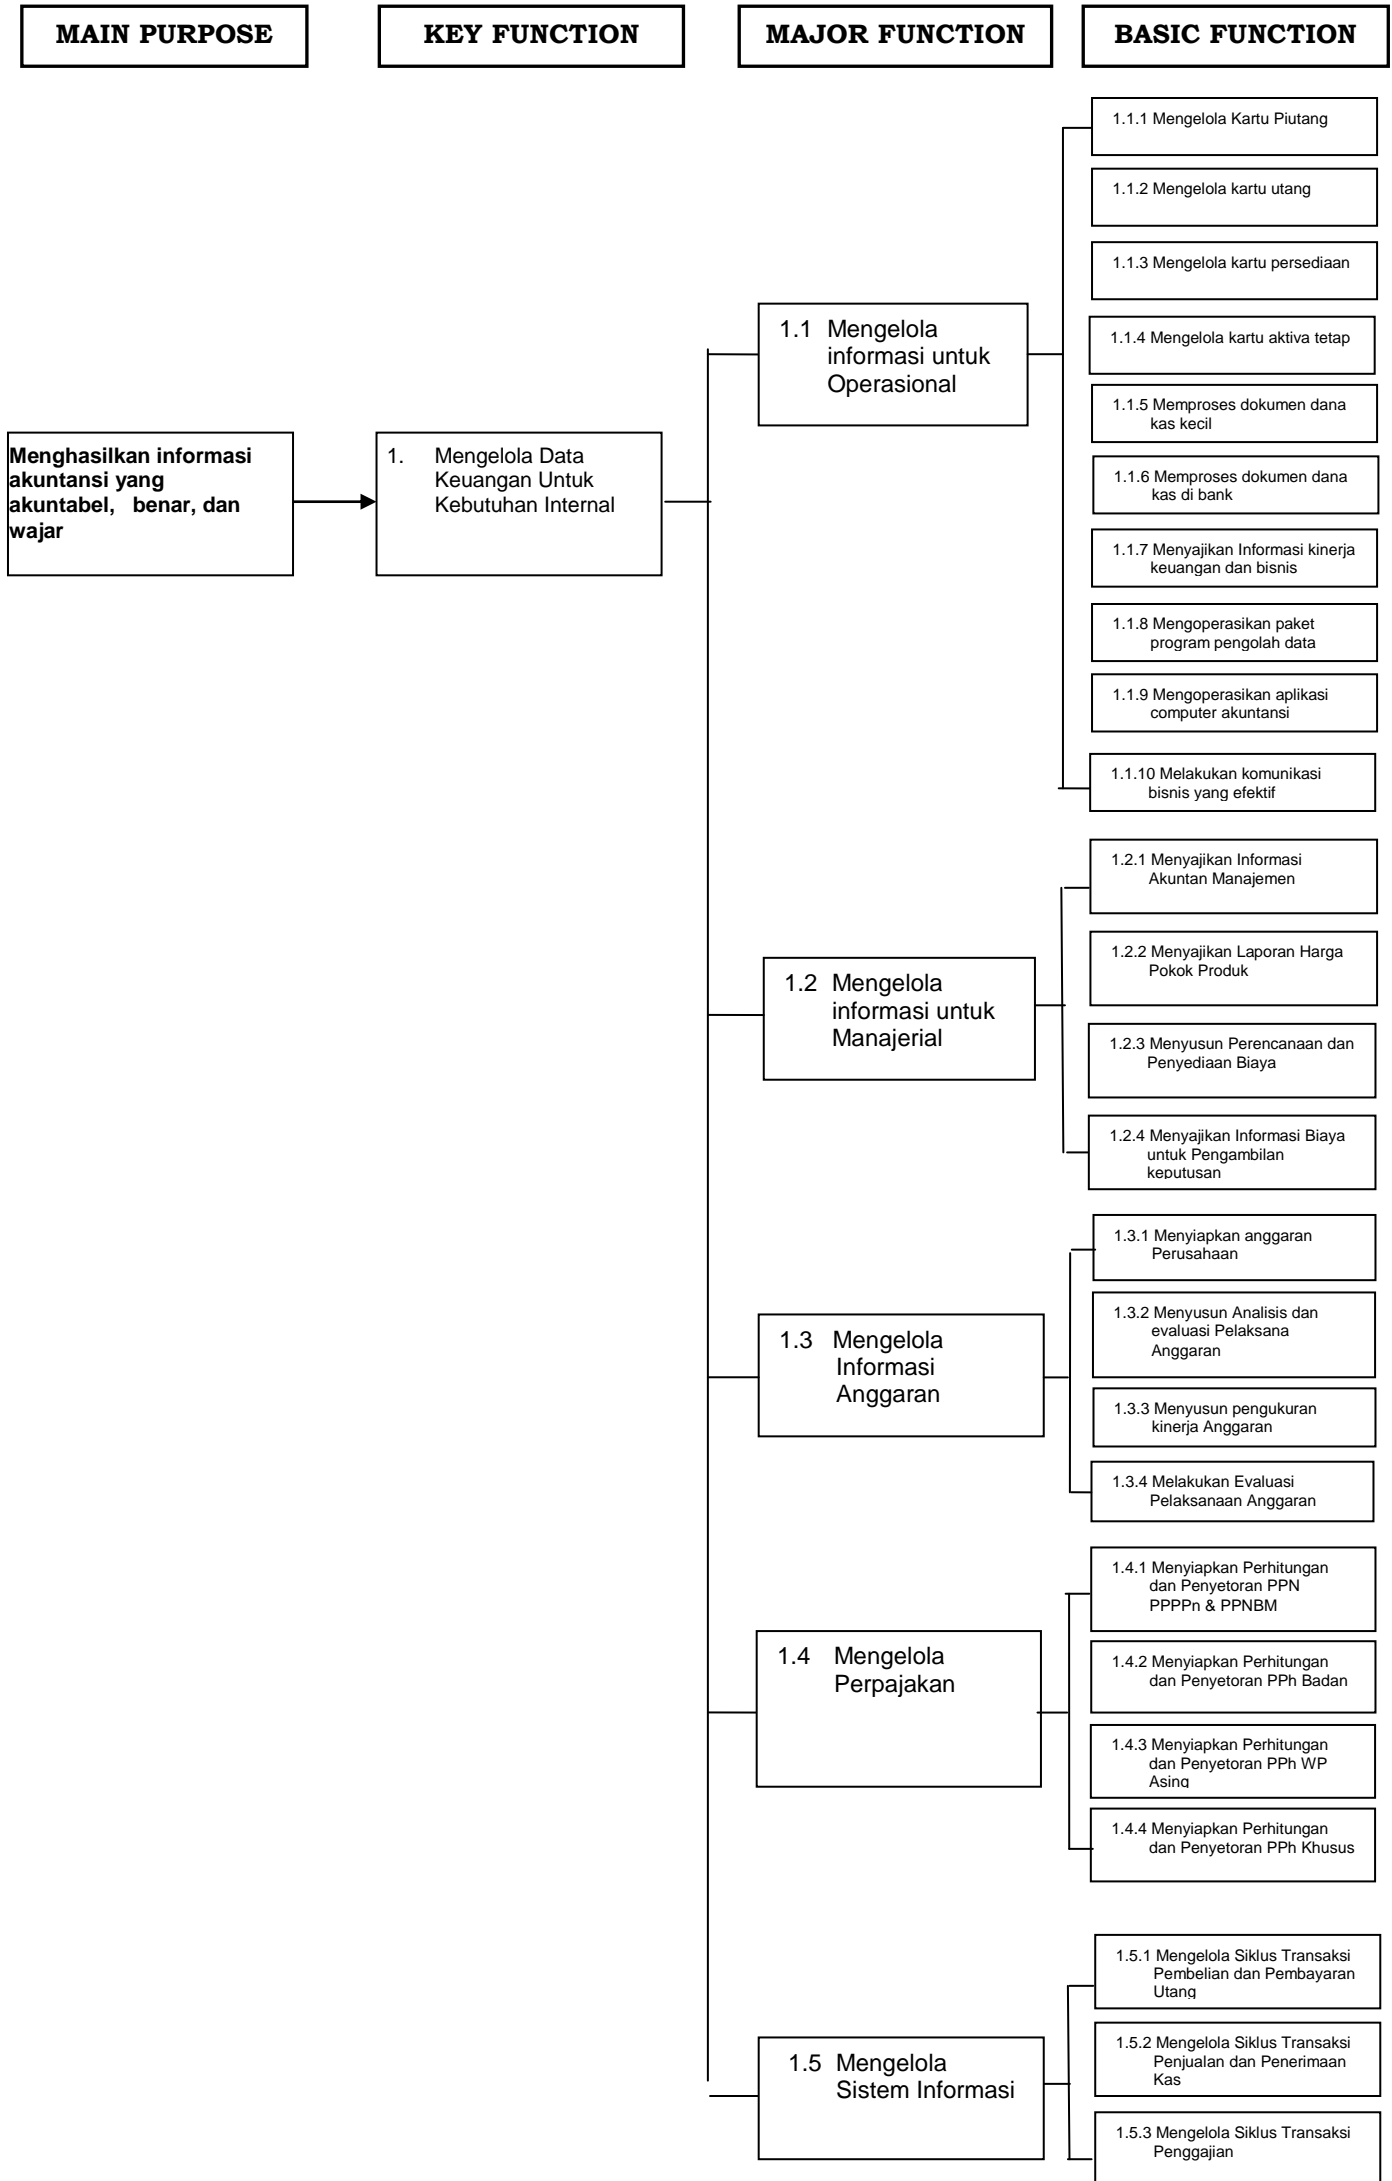 MAIN PURPOSE
KEY FUNCTION
MAJOR FUNCTION
BASIC FUNCTION
Menghasilkan informasi
akuntansi yang
akuntabel, benar, dan
wajar
1. Mengelola Data
Keuangan Untuk
Kebutuhan Internal
1.1 Mengelola
informasi untuk
Operasional
1.1.1 Mengelola Kartu Piutang
1.1.2 Mengelola kartu utang
1.1.3 Mengelola kartu persediaan
1.1.4 Mengelola kartu aktiva tetap
1.1.5 Memproses dokumen dana
kas kecil
1.1.6 Memproses dokumen dana
kas di bank
1.1.7 Menyajikan Informasi kinerja
keuangan dan bisnis
1.1.8 Mengoperasikan paket
program pengolah data
1.1.9 Mengoperasikan aplikasi
computer akuntansi
1.1.10 Melakukan komunikasi
bisnis yang efektif
1.2 Mengelola
informasi untuk
Manajerial
1.2.1 Menyajikan Informasi
Akuntan Manajemen
1.2.2 Menyajikan Laporan Harga
Pokok Produk
1.2.3 Menyusun Perencanaan dan
Penyediaan Biaya
1.2.4 Menyajikan Informasi Biaya
untuk Pengambilan
keputusan
1.3 Mengelola
Informasi
Anggaran
1.3.1 Menyiapkan anggaran
Perusahaan
1.3.2 Menyusun Analisis dan
evaluasi Pelaksana
Anggaran
1.3.3 Menyusun pengukuran
kinerja Anggaran
1.3.4 Melakukan Evaluasi
Pelaksanaan Anggaran
1.4 Mengelola
Perpajakan
1.4.1 Menyiapkan Perhitungan
dan Penyetoran PPN
PPPPn & PPNBM
1.4.2 Menyiapkan Perhitungan
dan Penyetoran PPh Badan
1.4.3 Menyiapkan Perhitungan
dan Penyetoran PPh WP
Asing
1.4.4 Menyiapkan Perhitungan
dan Penyetoran PPh Khusus
1.5 Mengelola
Sistem Informasi
1.5.1 Mengelola Siklus Transaksi
Pembelian dan Pembayaran
Utang
1.5.2 Mengelola Siklus Transaksi
Penjualan dan Penerimaan
Kas
1.5.3 Mengelola Siklus Transaksi
Penggajian